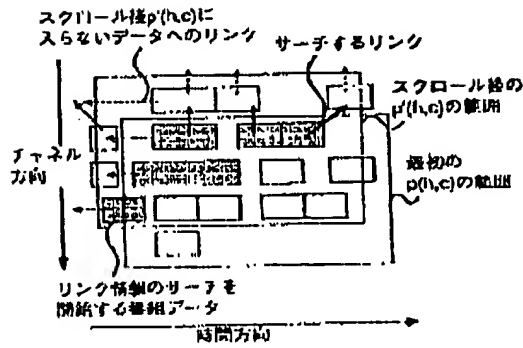 スクロール後p'(h,c)に
入らないデータへのリンク
サーチするリンク
スクロール後の
p'(h,c)の範囲
チャネル
方向
最初の
p(h,c)の範囲
リンク情報のサーチを
開始する番組データ
時間方向